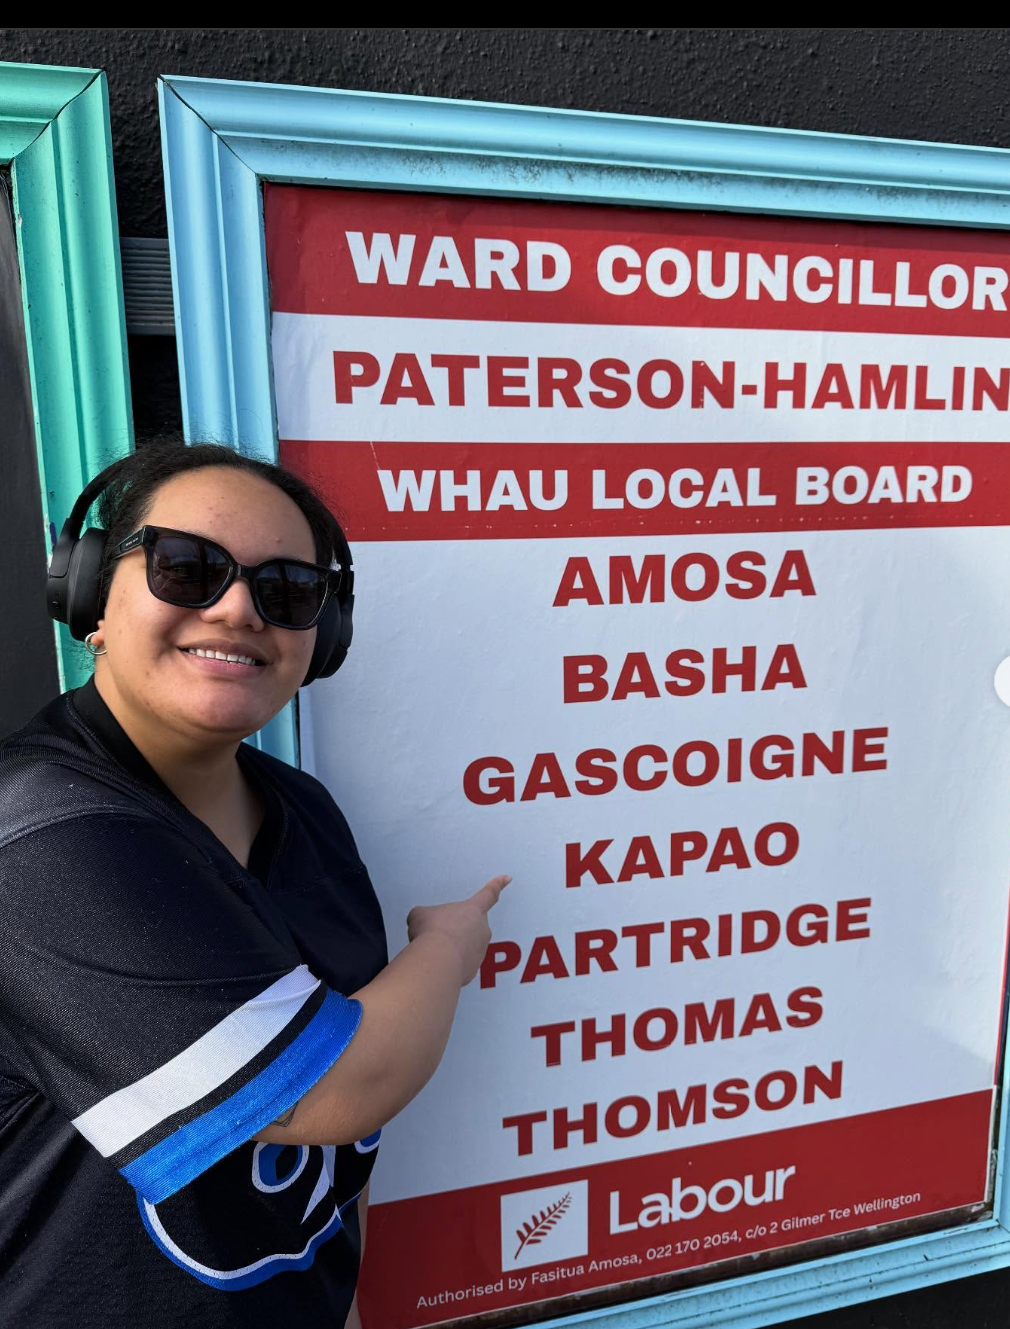 WARD COUNCILLOR
PATERSON-HAMLIN
WHAU LOCAL BOARD
AMOSA
BASHA
GASCOIGNE
KAPAO
PARTRIDGE
THOMAS
THOMSON
Labour
Authorised by Fasitua Amosa, 022 170 2054, c/o 2 Gilmer Tce Wellington